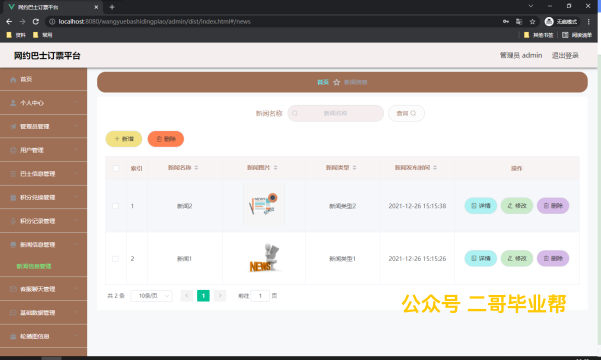 网约巴士订票平台
localhost:8080/wangyuebashidingpiao/admin/dist/index.html#/news
无痕模式
资料 常用 其他书签 阅读清单
网约巴士订票平台 管理员 admin 退出登录
首页
个人中心
管理员管理
用户管理
巴士信息管理
积分兑换管理
积分记录管理
新闻信息管理
新闻信息管理
客服聊天管理
基础数据管理
轮播图信息
首页 新闻信息
新闻名称 新闻名称 查询
+ 新增 删除
索引 新闻名称 新闻图片 新闻类型 新闻发布时间 操作
1 新闻2 新闻类型2 2021-12-26 15:15:38 详情 修改 删除
2 新闻1 NEWS 新闻类型1 2021-12-26 15:15:26 详情 修改 删除
共 2 条 10条/页 1 前往 1 页
公众号 二哥毕业帮